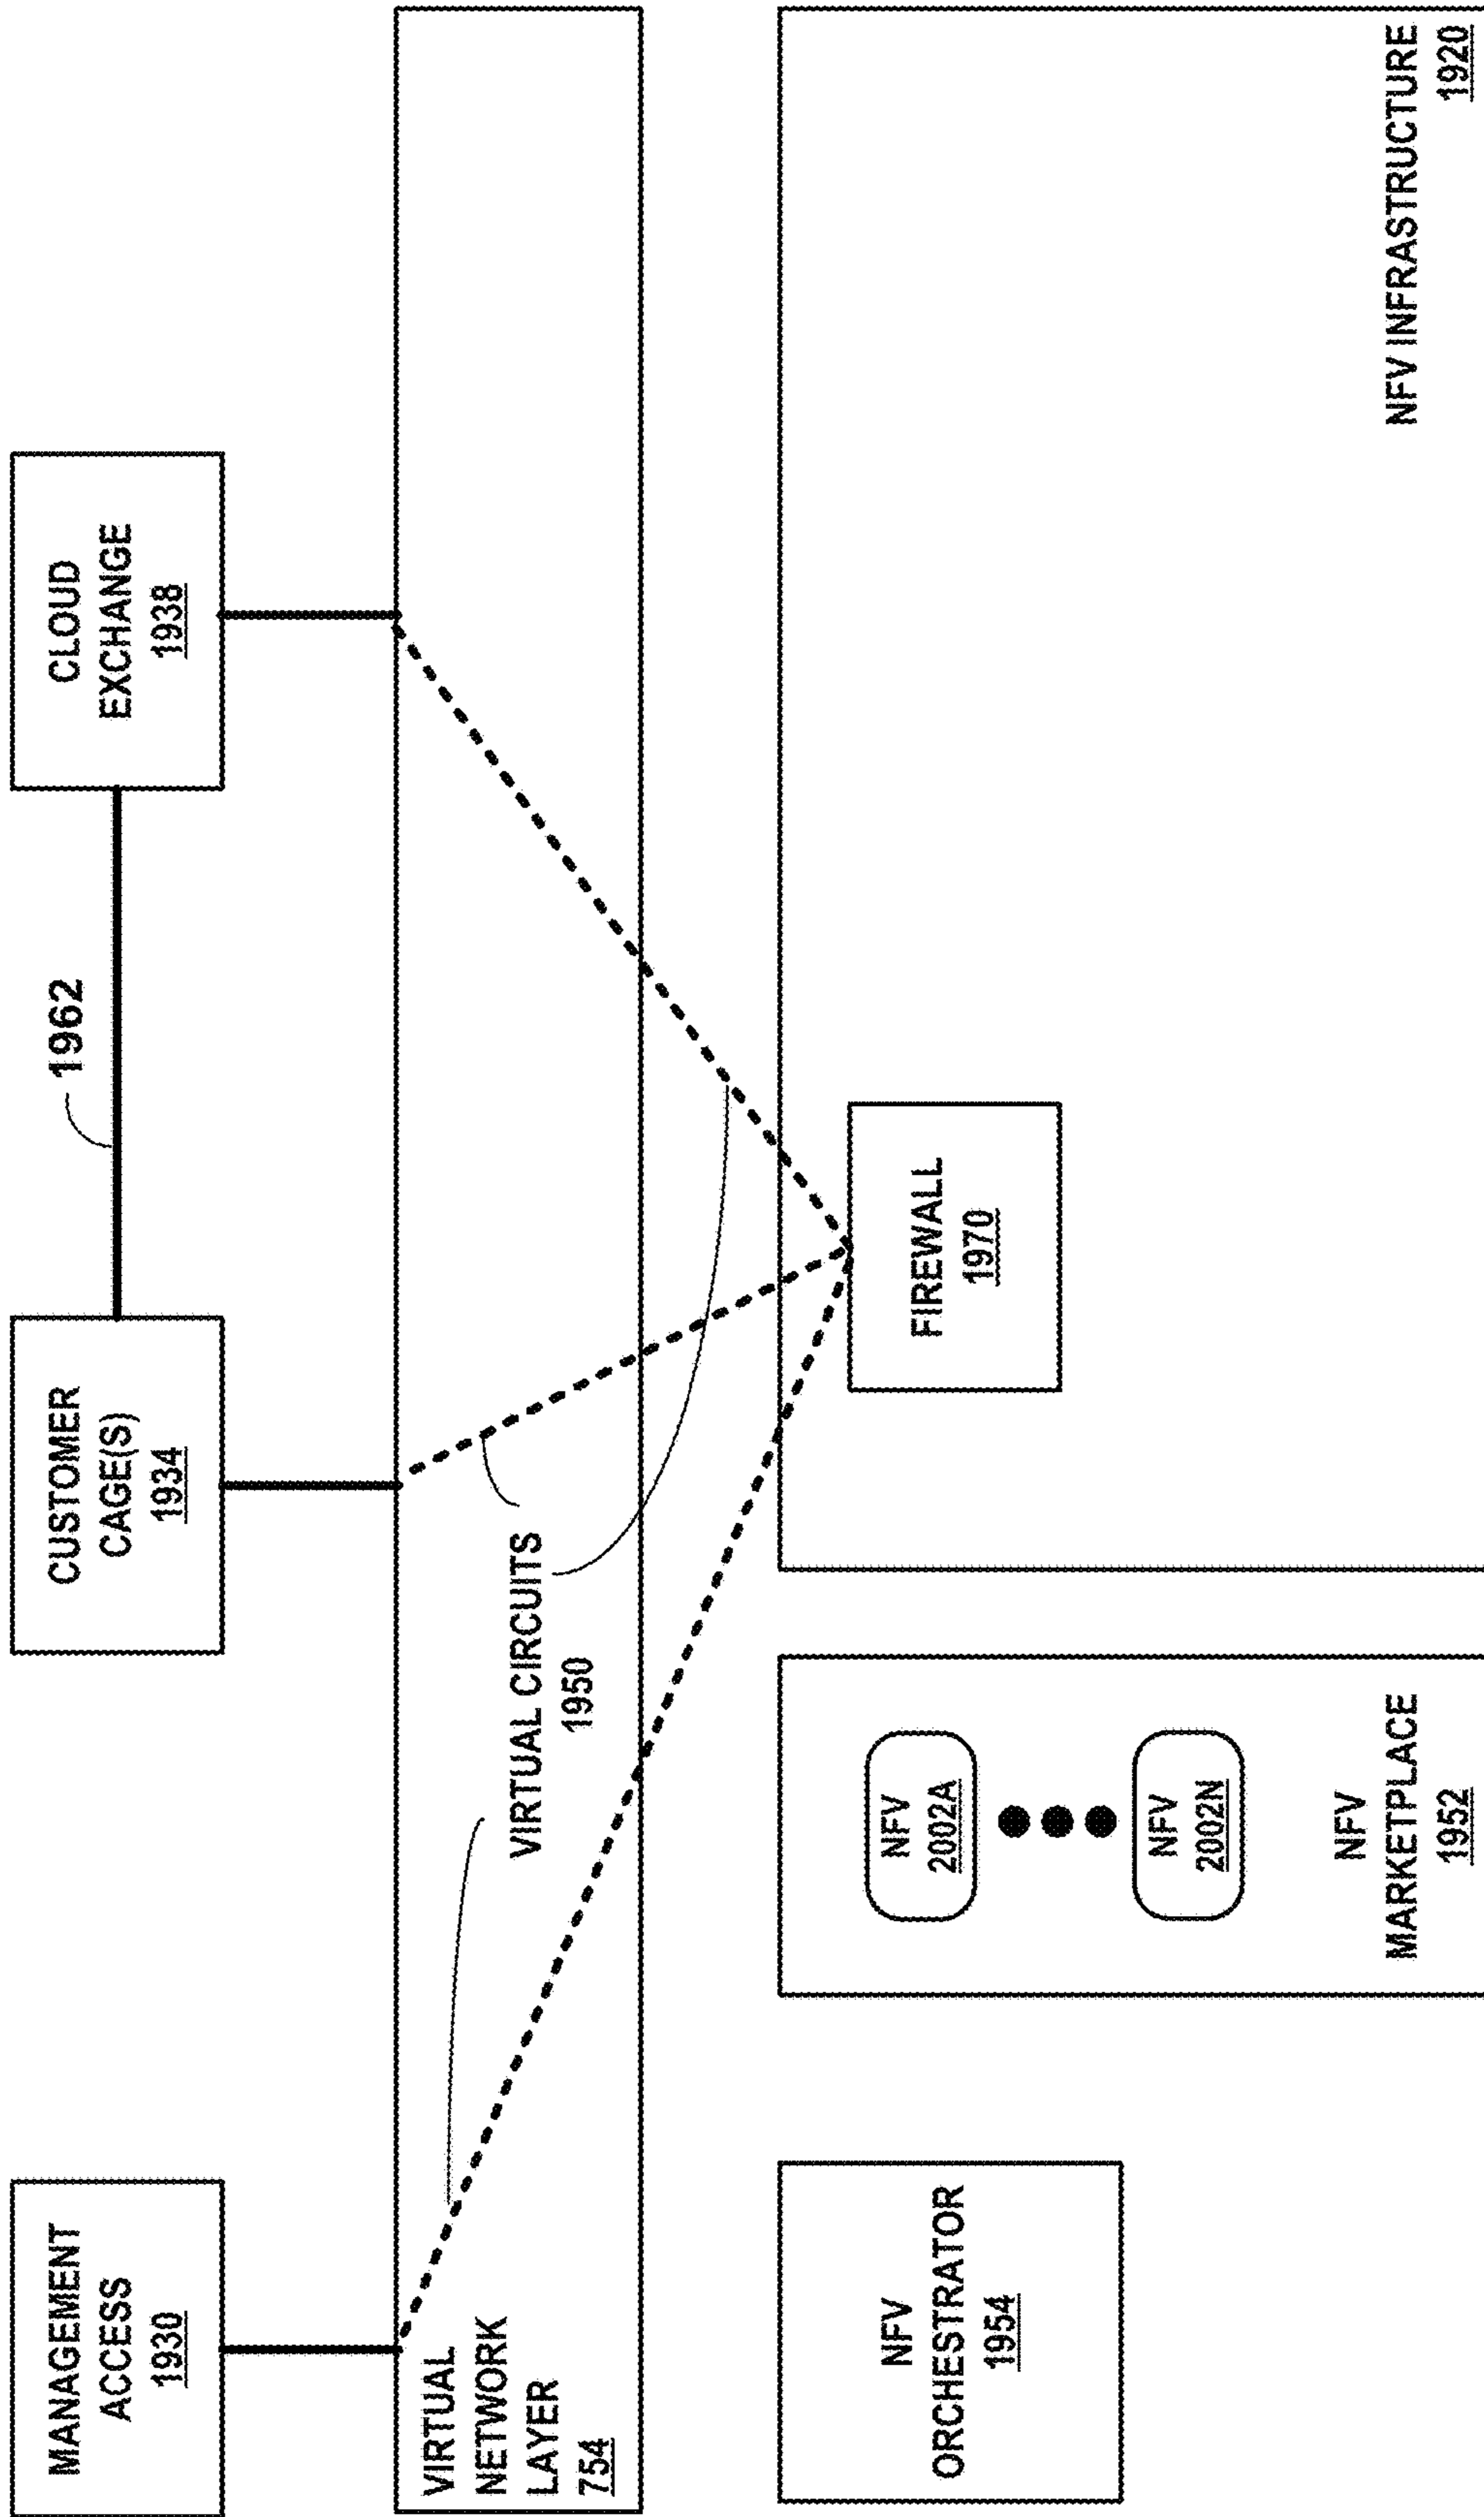 MANAGEMENT
ACCESS
1930
CUSTOMER
CAGE(S)
1934
1962
CLOUD
EXCHANGE
1938
VIRTUAL
NETWORK
LAYER
754
VIRTUAL CIRCUITS
1950
NFV
ORCHESTRATOR
1954
NFV
2002A
NFV
2002N
NFV
MARKETPLACE
1952
FIREWALL
1970
NFV INFRASTRUCTURE
1920